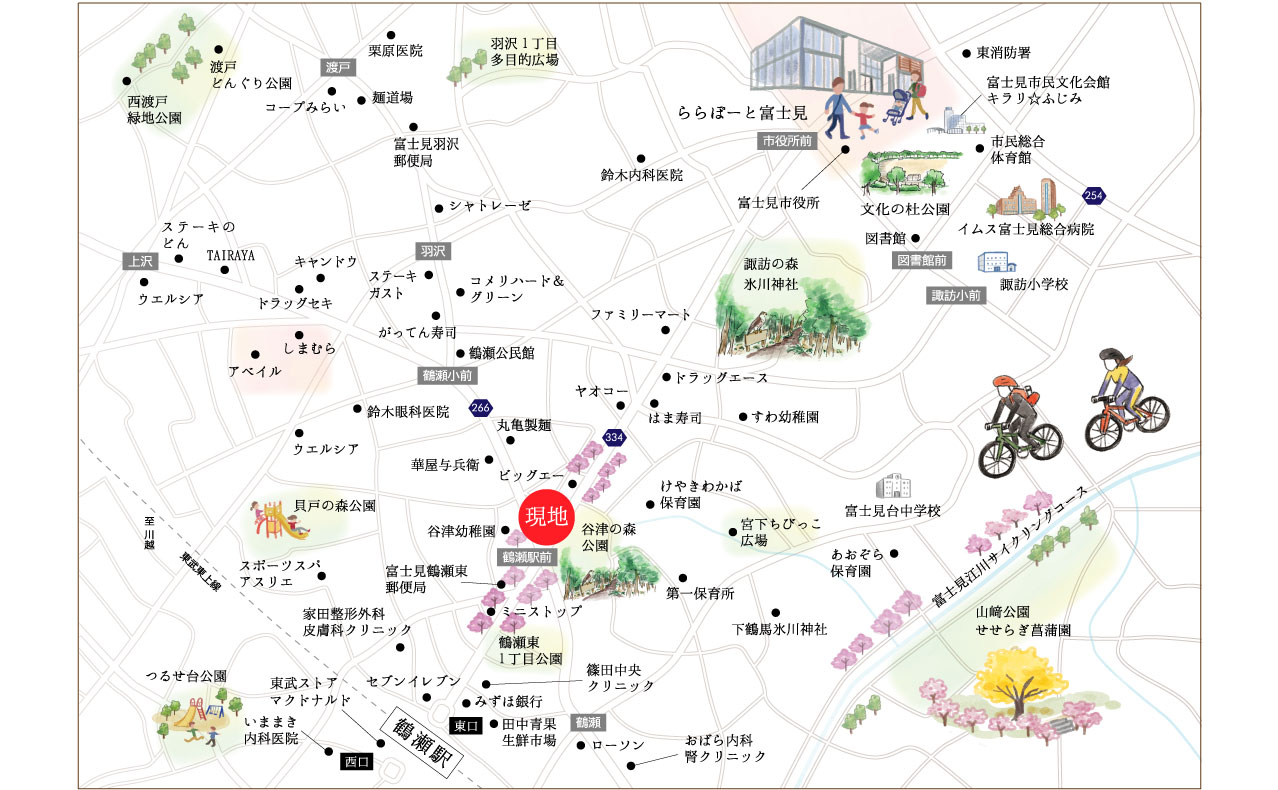 栗原医院
羽沢１丁目
多目的広場
渡戸
どんぐり公園
渡戸
西渡戸
緑地公園
コープみらい
麺道場
富士見羽沢
郵便局
東消防署
富士見市民文化会館
キラリ☆ふじみ
ららぽーと富士見
市役所前
市民総合
体育館
鈴木内科医院
富士見市役所
文化の杜公園
254
イムス富士見総合病院
シャトレーゼ
ステーキの
どん
TAIRAYA
上沢
ウエルシア
キャンドゥ
ドラッグセキ
羽沢
ステーキ
ガスト
コメリハード&
グリーン
がってん寿司
図書館
図書館前
諏訪小学校
諏訪小前
諏訪の森
氷川神社
ファミリーマート
しまむら
アベイル
鶴瀬公民館
鶴瀬小前
ドラッグエース
ヤオコー
はま寿司
すわ幼稚園
鈴木眼科医院
266
丸亀製麺
334
ウエルシア
華屋与兵衛
ビッグエー
けやきわかば
保育園
富士見台中学校
貝戸の森公園
現地
谷津幼稚園
谷津の森
公園
宮下ちびっこ
広場
鶴瀬駅前
あおぞら
保育園
至川越
東武東上線
スポーツスパ
アスリエ
富士見鶴瀬東
郵便局
第一保育所
富士見江川サイクリングコース
家田整形外科
皮膚科クリニック
ミニストップ
下鶴馬氷川神社
山﨑公園
せせらぎ菖蒲園
鶴瀬東
１丁目公園
つるせ台公園
東武ストア
マクドナルド
セブンイレブン
篠田中央
クリニック
みずほ銀行
いままき
内科医院
東口
田中青果
生鮮市場
鶴瀬
ローソン
おばら内科
腎クリニック
西口
鶴瀬駅